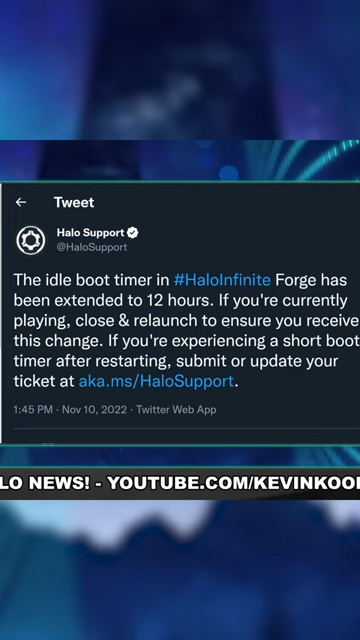 ← Tweet
Halo Support
@HaloSupport
The idle boot timer in #HaloInfinite Forge has
been extended to 12 hours. If you're currently
playing, close & relaunch to ensure you receive
this change. If you're experiencing a short boot
timer after restarting, submit or update your
ticket at aka.ms/HaloSupport.
1:45 PM · Nov 10, 2022 · Twitter Web App
LO NEWS! - YOUTUBE.COM/KEVINKOO